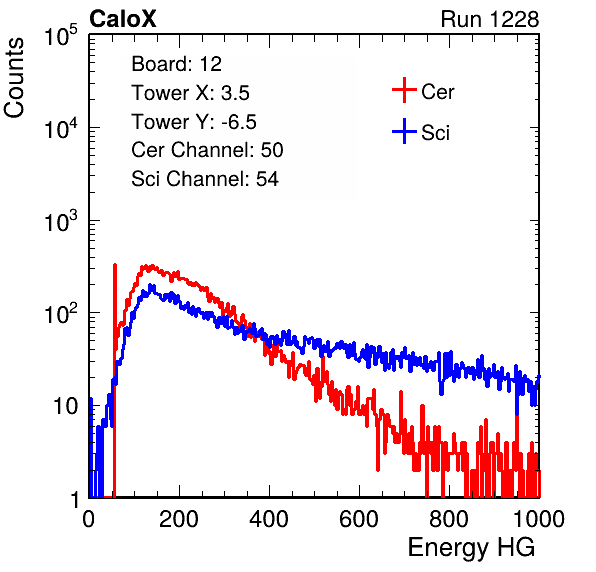 CaloX Run 1228
Counts
10^5
10^4
10^3
10^2
10
1
Board: 12
Tower X: 3.5
Tower Y: -6.5
Cer Channel: 50
Sci Channel: 54
Cer
Sci
0 200 400 600 800 1000
Energy HG